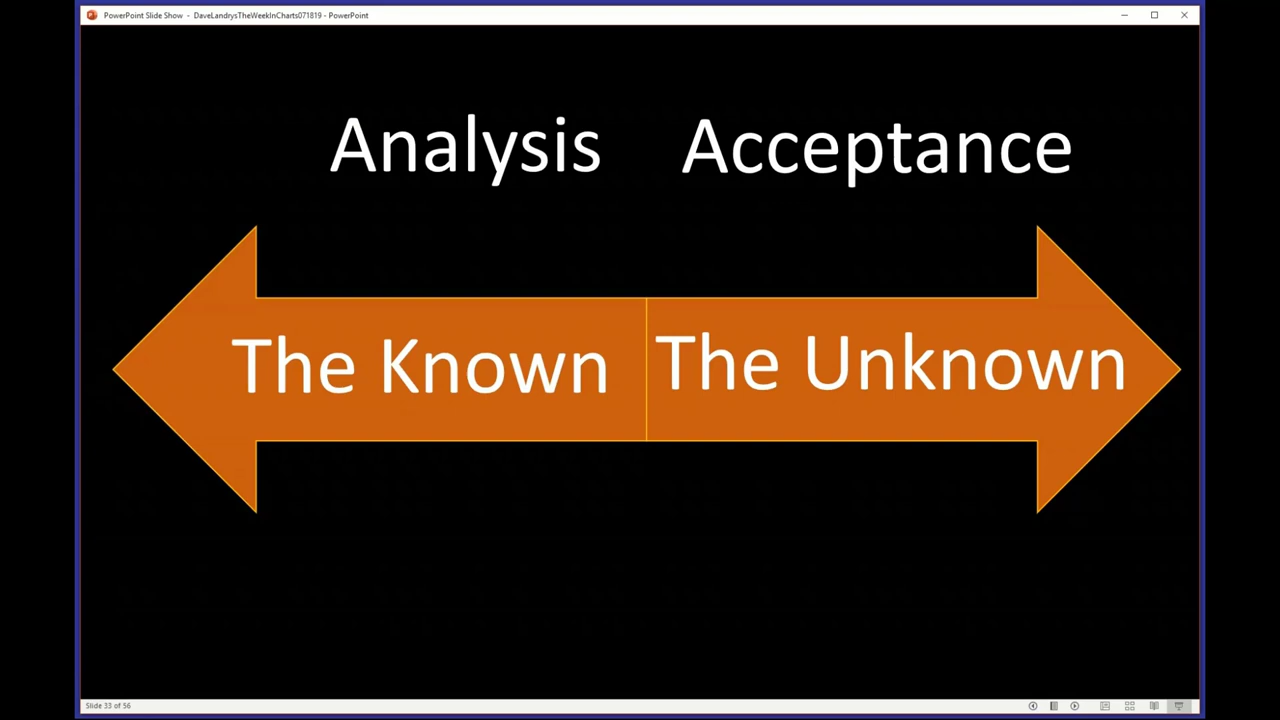 PowerPoint Slide Show - DaveLandrysTheWeekInCharts071819 - PowerPoint
Analysis Acceptance
The Known The Unknown
Slide 33 of 56